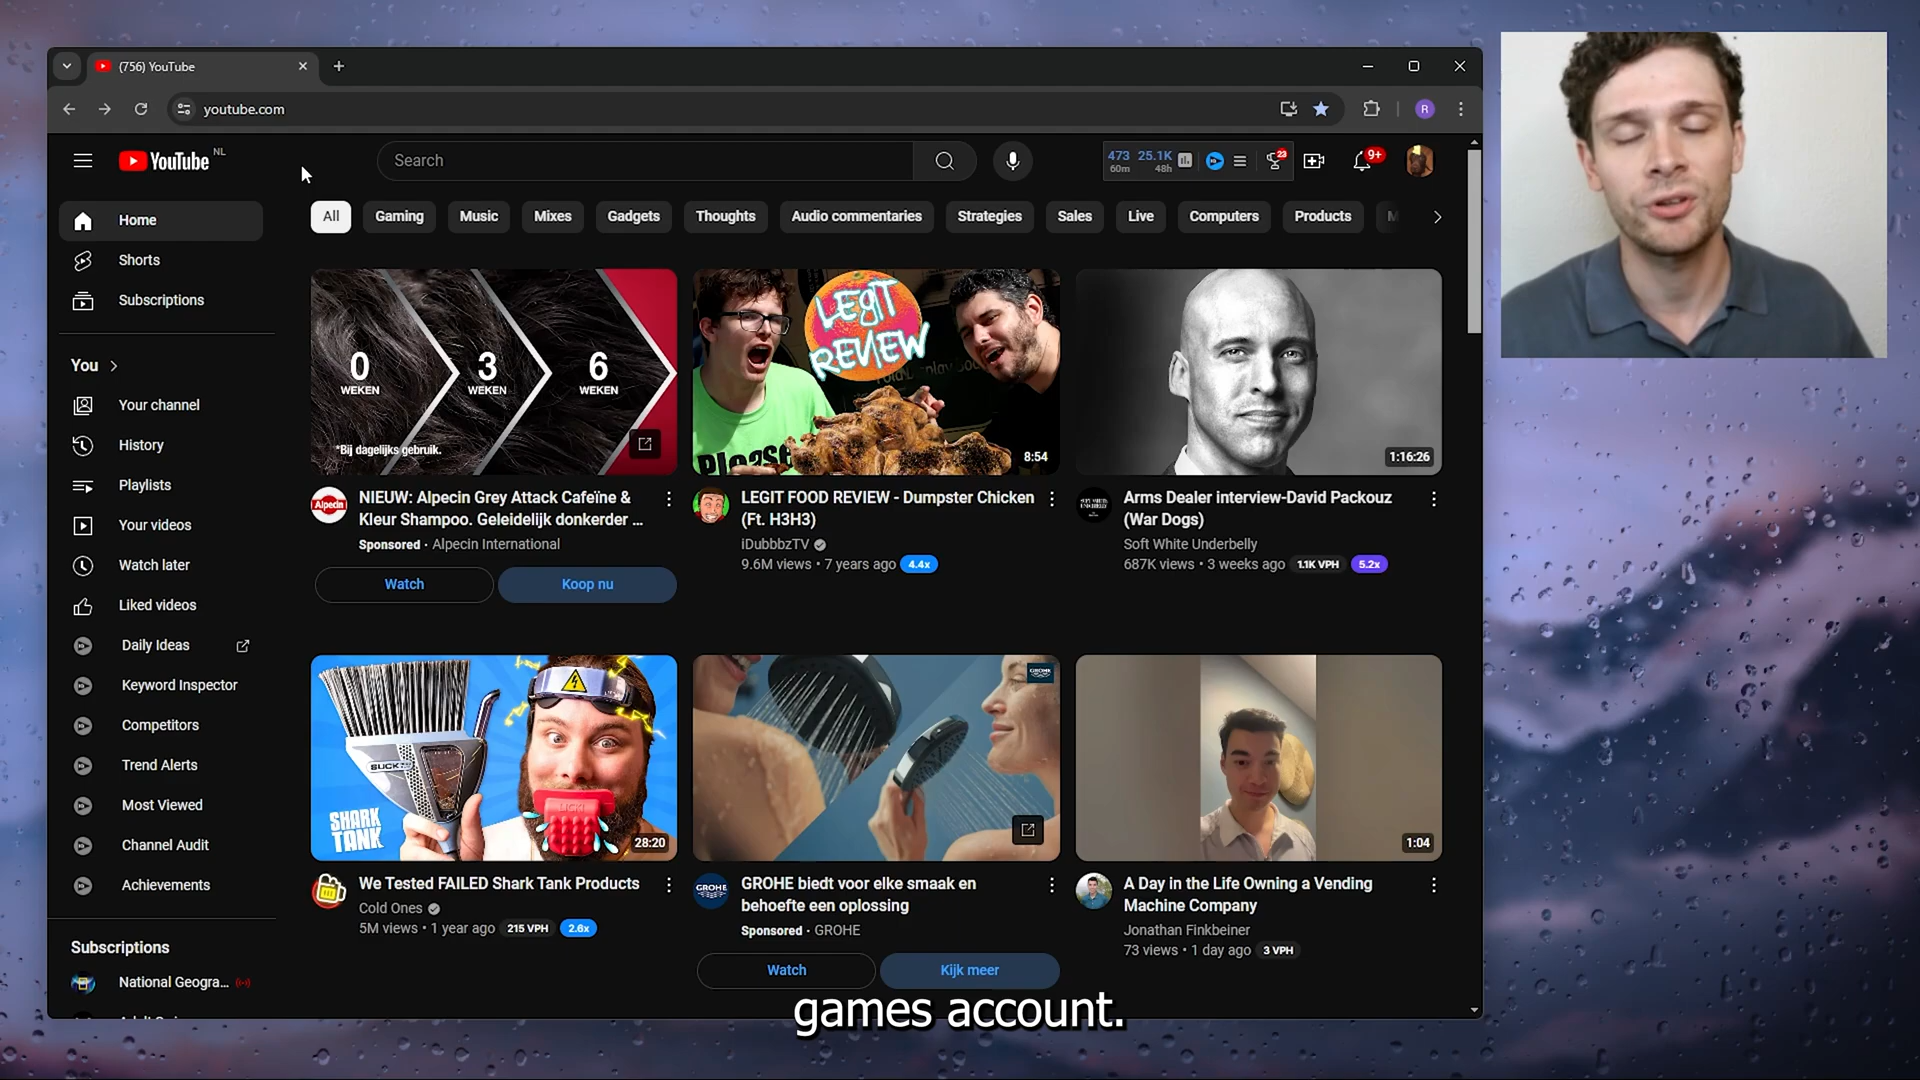 (756) YouTube
youtube.com
R
YouTube NL
Search
473 25.1K
60m 48h
23
9+
Home
Shorts
Subscriptions
You
Your channel
History
Playlists
Your videos
Watch later
Liked videos
Daily Ideas
Keyword Inspector
Competitors
Trend Alerts
Most Viewed
Channel Audit
Achievements
Subscriptions
National Geogra...
All Gaming Music Mixes Gadgets Thoughts Audio commentaries Strategies Sales Live Computers Products M
0 3 6
WEKEN WEKEN WEKEN
*Bij dagelijks gebruik.
Alpecin
NIEUW: Alpecin Grey Attack Cafeïne &
Kleur Shampoo. Geleidelijk donkerder ...
Sponsored · Alpecin International
Watch Koop nu
LEGIT
REVIEW
Please
8:54
LEGIT FOOD REVIEW - Dumpster Chicken
(Ft. H3H3)
iDubbbzTV
9.6M views • 7 years ago 4.4x
1:16:26
Arms Dealer interview-David Packouz
(War Dogs)
Soft White Underbelly
687K views • 3 weeks ago 1.1K VPH 5.2x
SUCK
SHARK
TANK
28:20
We Tested FAILED Shark Tank Products
Cold Ones
5M views • 1 year ago 215 VPH 2.6x
GROHE
GROHE
GROHE biedt voor elke smaak en
behoefte een oplossing
Sponsored · GROHE
Watch Kijk meer
1:04
A Day in the Life Owning a Vending
Machine Company
Jonathan Finkbeiner
73 views • 1 day ago 3 VPH
games account.